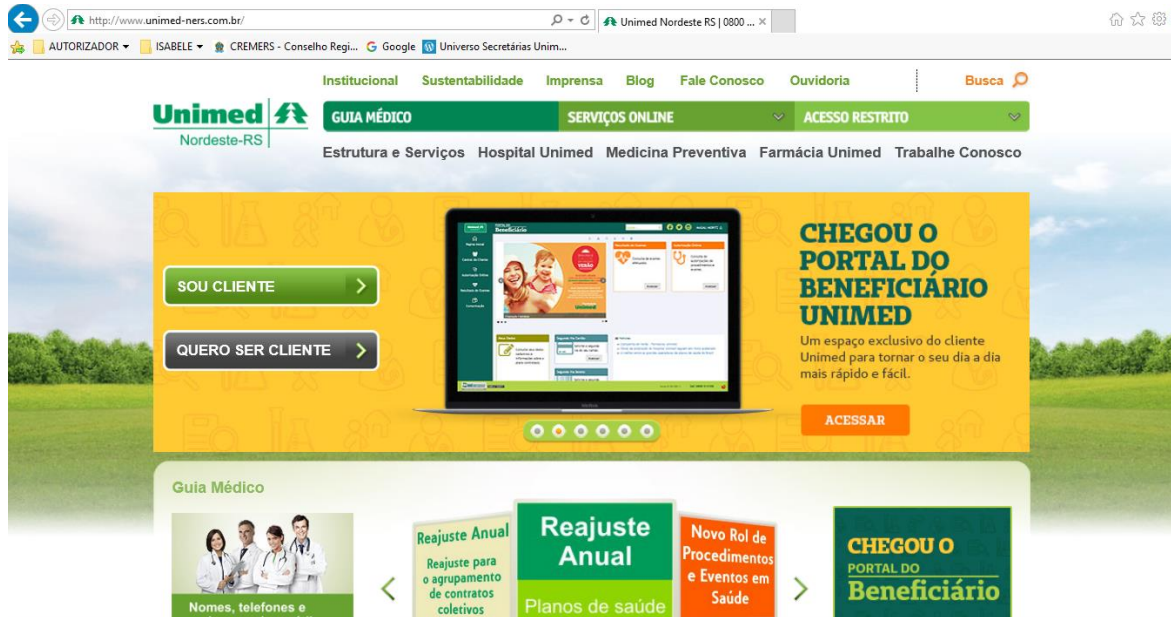 http://www.unimed-ners.com.br/
Unimed Nordeste RS | 0800 ...
AUTORIZADOR
ISABELE
CREMERS - Conselho Regi...
Google
Universo Secretárias Unim...
Institucional Sustentabilidade Imprensa Blog Fale Conosco Ouvidoria Busca
Unimed
Nordeste-RS
GUIA MÉDICO
SERVIÇOS ONLINE
ACESSO RESTRITO
Estrutura e Serviços Hospital Unimed Medicina Preventiva Farmácia Unimed Trabalhe Conosco
SOU CLIENTE
QUERO SER CLIENTE
Beneficiário
CHEGOU O
PORTAL DO
BENEFICIÁRIO
UNIMED
Um espaço exclusivo do cliente
Unimed para tornar o seu dia a dia
mais rápido e fácil.
ACESSAR
Guia Médico
Nomes, telefones e
Reajuste Anual
Reajuste para
o agrupamento
de contratos
coletivos
Reajuste
Anual
Planos de saúde
Novo Rol de
Procedimentos
e Eventos em
Saúde
CHEGOU O
PORTAL DO
Beneficiário